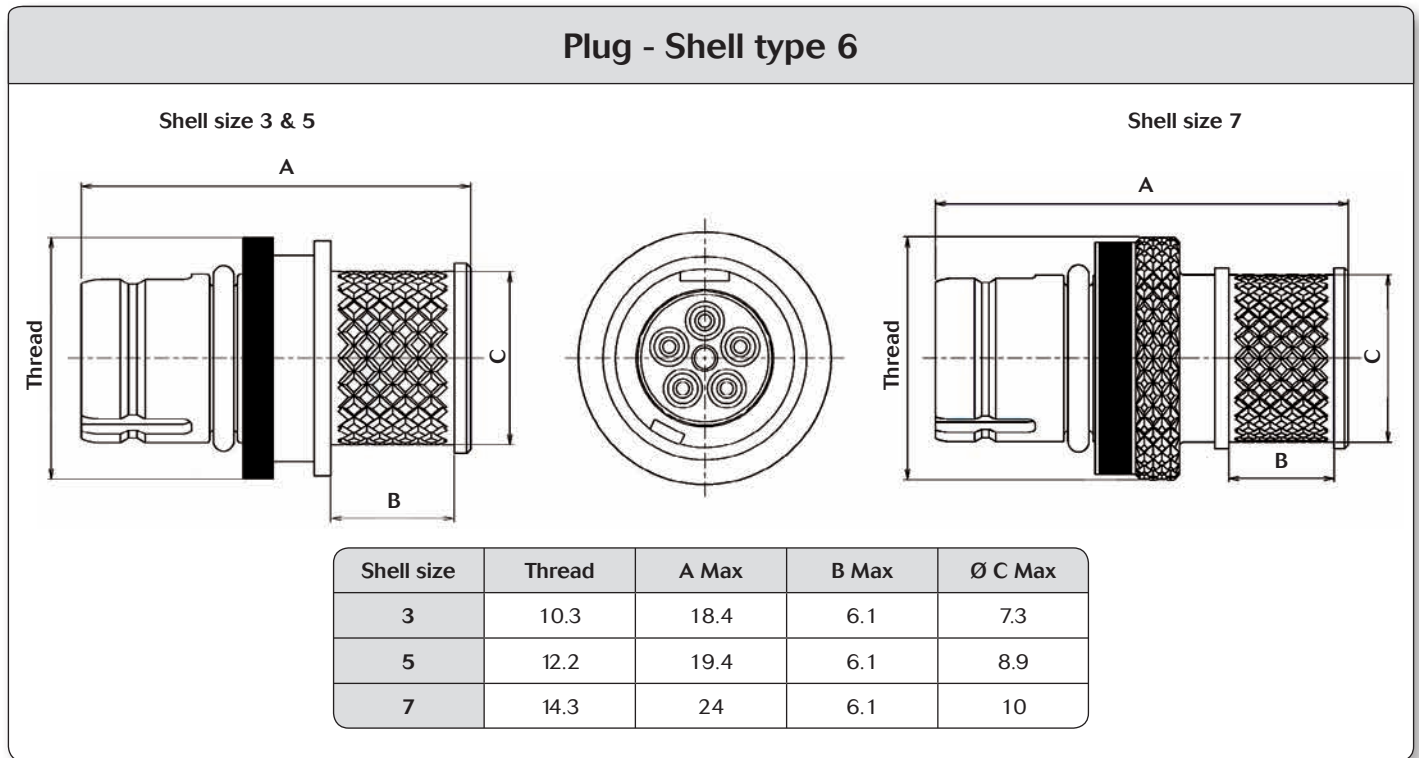 Plug - Shell type 6
Shell size 3 & 5
A
Thread
C
B
Shell size 7
A
Thread
C
B
Shell size Thread A Max B Max Ø C Max
3 10.3 18.4 6.1 7.3
5 12.2 19.4 6.1 8.9
7 14.3 24 6.1 10